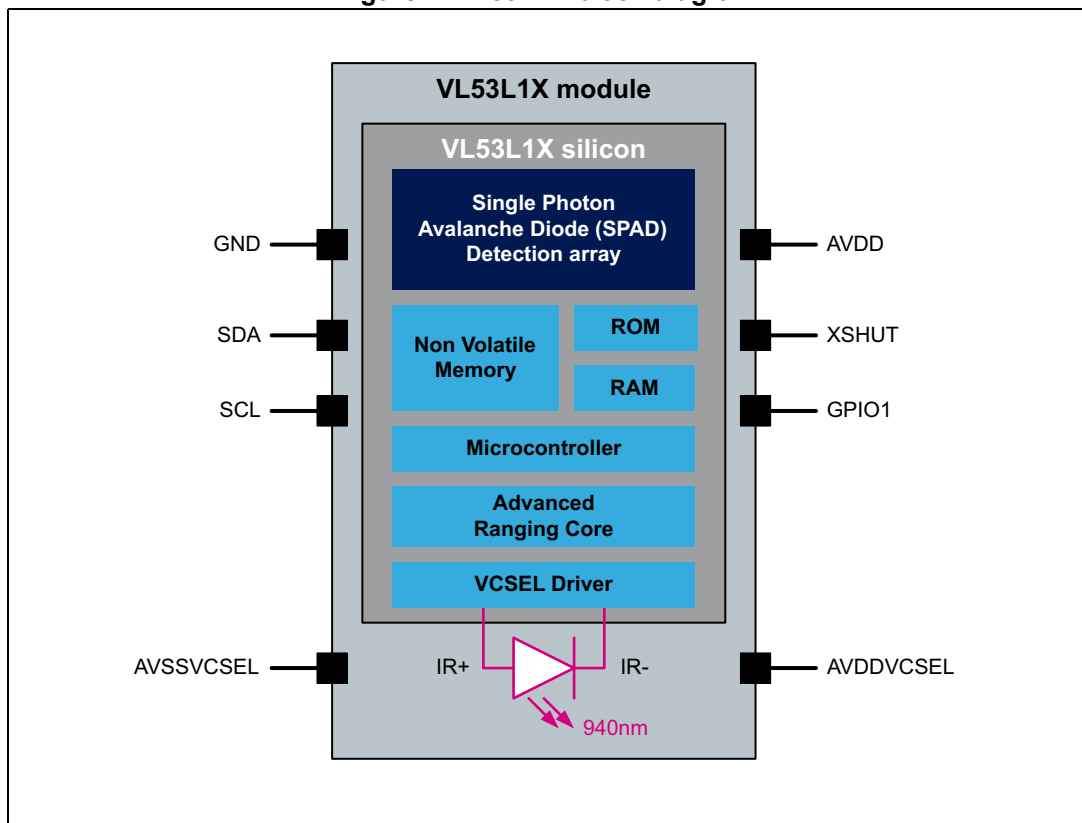 VL53L1X module
VL53L1X silicon
Single Photon
Avalanche Diode (SPAD)
Detection array
GND
AVDD
SDA
Non Volatile
Memory
ROM
XSHUT
SCL
RAM
GPIO1
Microcontroller
Advanced
Ranging Core
VCSEL Driver
AVSSVCSEL
IR+
IR-
AVDDVCSEL
940nm